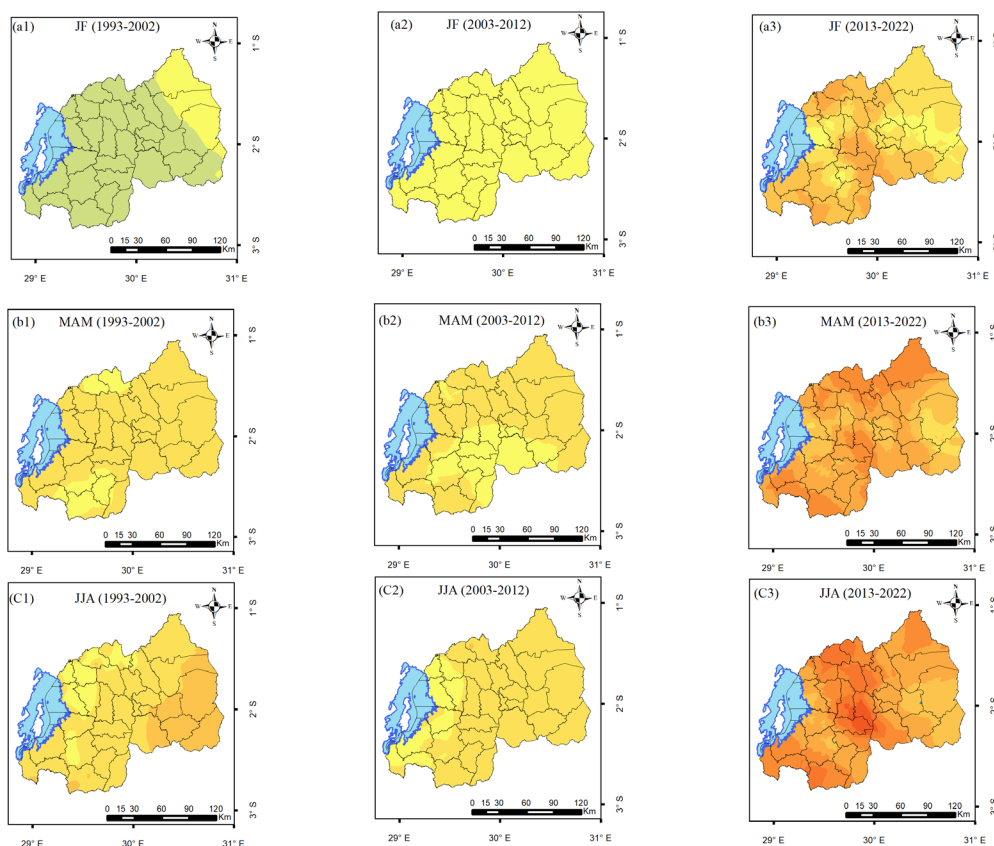 (a1) JF (1993-2002)
N
W E
S
1° S
2° S
3° S
0 15 30 60 90 120
Km
29° E 30° E 31° E
(a2) JF (2003-2012)
N
W E
S
1° S
2° S
3° S
0 15 30 60 90 120
Km
29° E 30° E 31° E
(a3) JF (2013-2022)
N
W E
S
0 15 30 60 90 120
Km
29° E 30° E 31° E
(b1) MAM (1993-2002)
N
W E
S
1° S
2° S
3° S
0 15 30 60 90 120
Km
29° E 30° E 31° E
(b2) MAM (2003-2012)
N
W E
S
1° S
2° S
3° S
0 15 30 60 90 120
Km
29° E 30° E 31° E
(b3) MAM (2013-2022)
N
W E
S
1° S
2° S
3° S
0 15 30 60 90 120
Km
29° E 30° E 31° E
(C1) JJA (1993-2002)
N
W E
S
1° S
2° S
3° S
0 15 30 60 90 120
Km
29° E 30° E 31° E
(C2) JJA (2003-2012)
N
W E
S
1° S
2° S
3° S
0 15 30 60 90 120
Km
29° E 30° E 31° E
(C3) JJA (2013-2022)
N
W E
S
1° S
2° S
3° S
0 15 30 60 90 120
Km
29° E 30° E 31° E